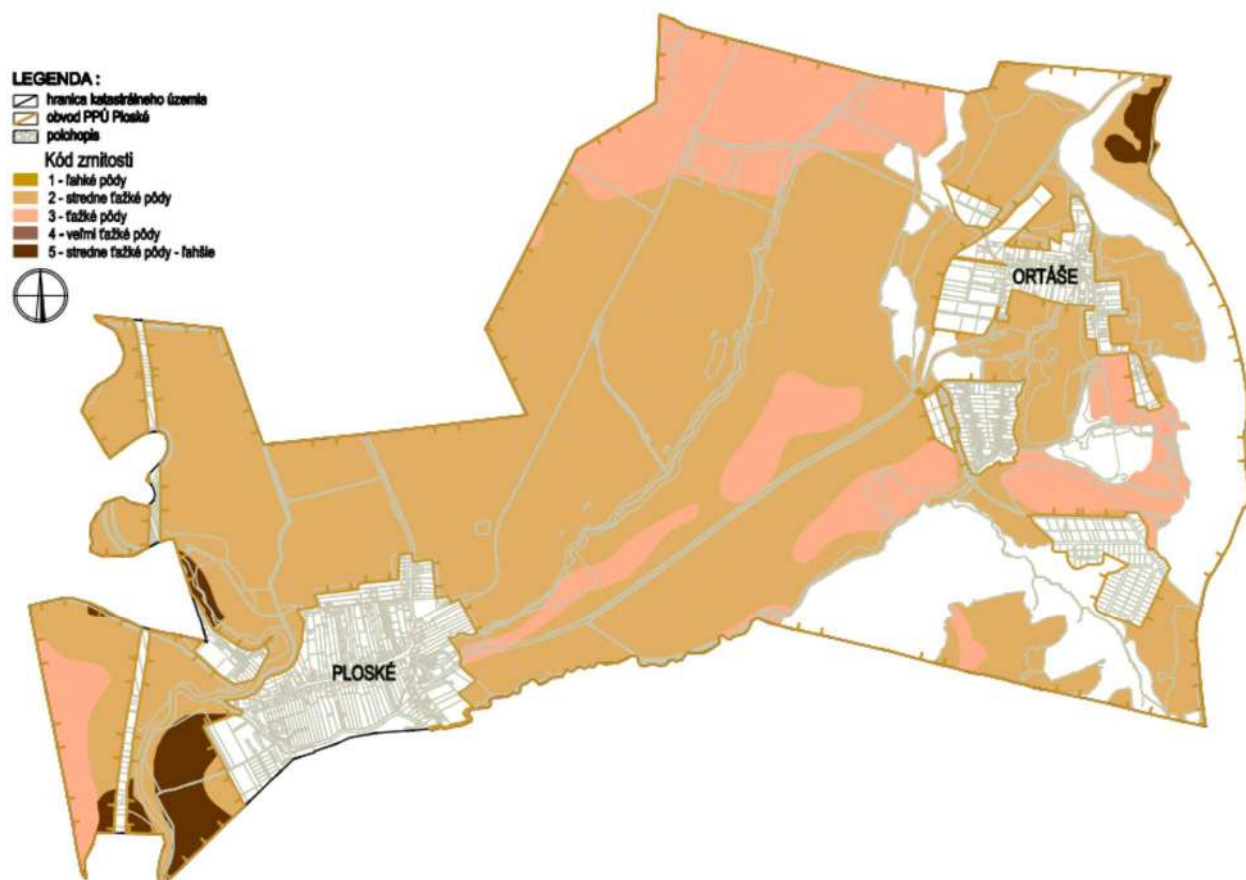 LEGENDA :
hranica katastrálneho územia
obvod PPÚ Ploské
polohopis
Kód zrnitosti
1 - ľahké pôdy
2 - stredne ťažké pôdy
3 - ťažké pôdy
4 - veľmi ťažké pôdy
5 - stredne ťažké pôdy - ľahšie
ORTÁŠE
PLOSKÉ